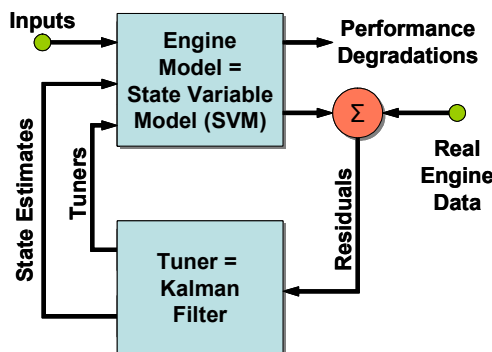 Inputs
Engine
Model =
State Variable
Model (SVM)
Performance
Degradations
Σ
Real
Engine
Data
State Estimates
Tuners
Residuals
Tuner =
Kalman
Filter